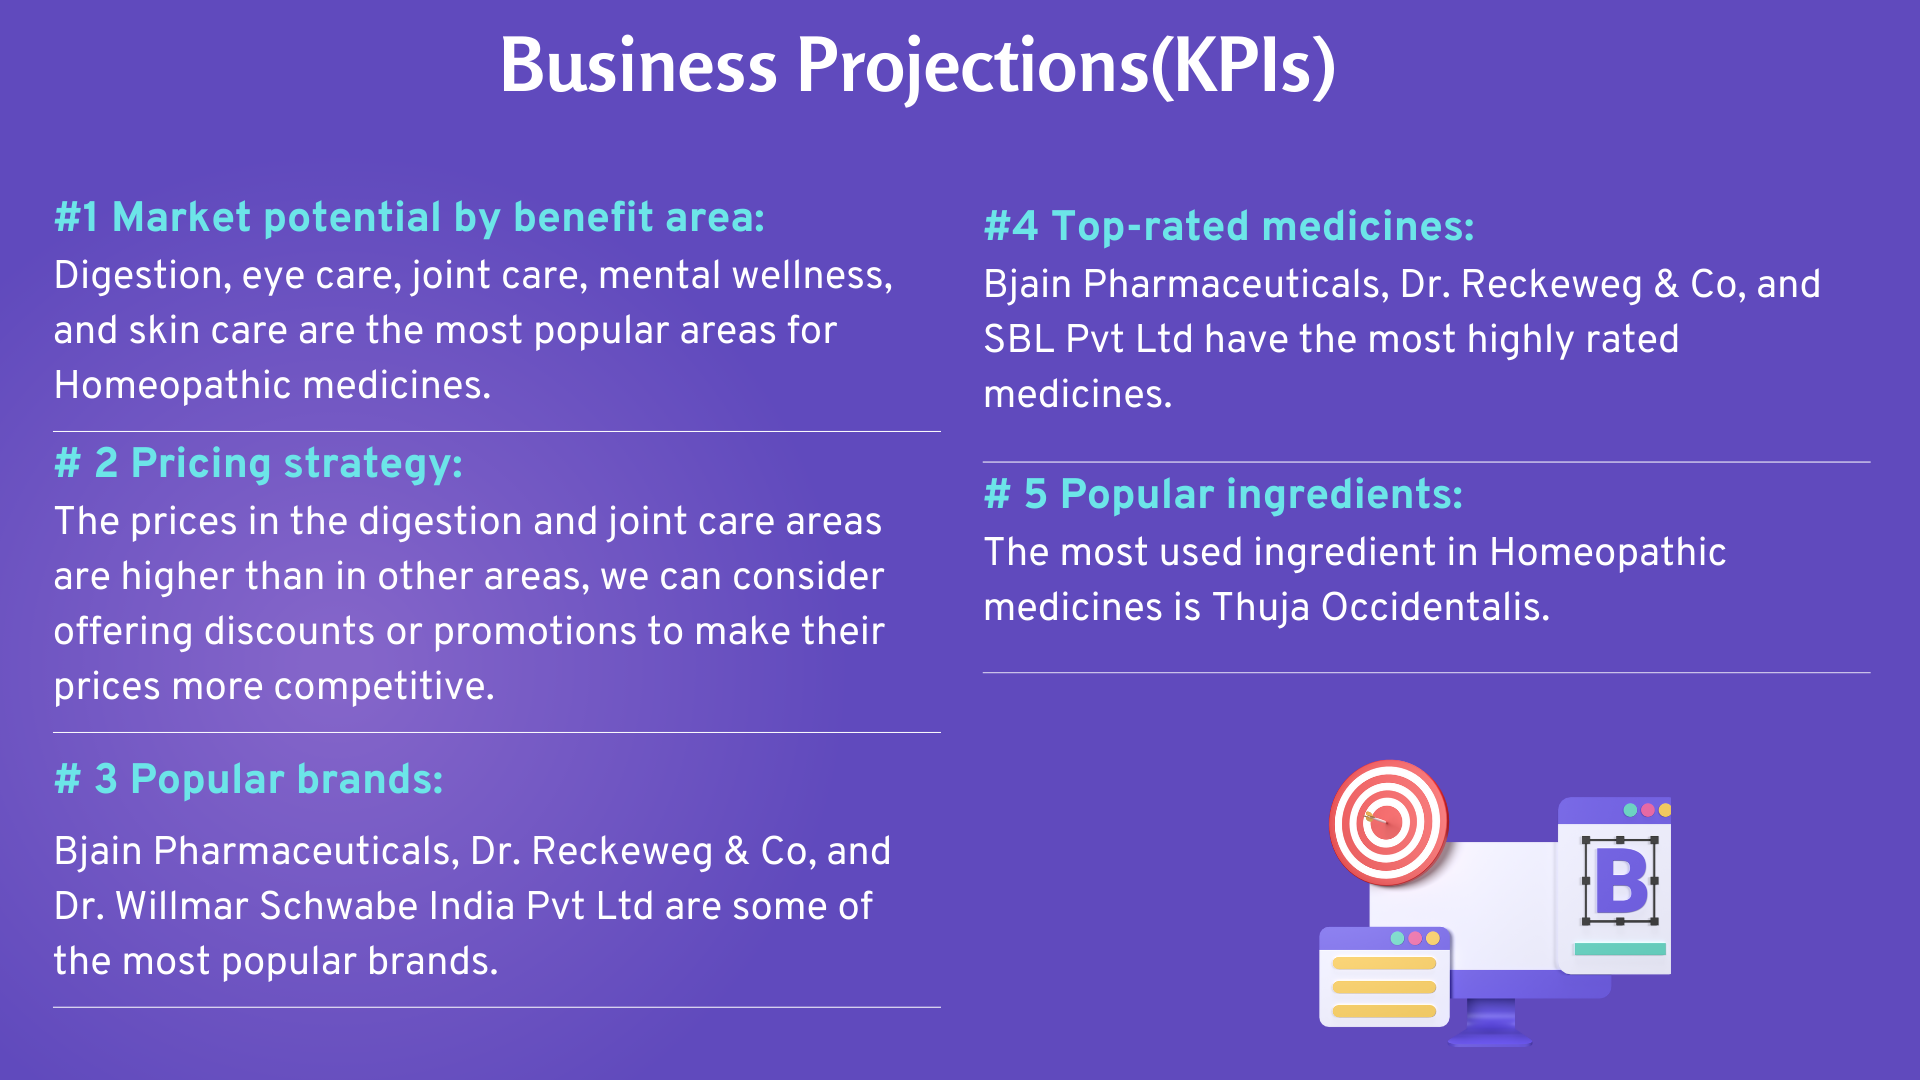 Business Projections(KPIs)
#1 Market potential by benefit area:
Digestion, eye care, joint care, mental wellness,
and skin care are the most popular areas for
Homeopathic medicines.
# 2 Pricing strategy:
The prices in the digestion and joint care areas
are higher than in other areas, we can consider
offering discounts or promotions to make their
prices more competitive.
# 3 Popular brands:
Bjain Pharmaceuticals, Dr. Reckeweg & Co, and
Dr. Willmar Schwabe India Pvt Ltd are some of
the most popular brands.
#4 Top-rated medicines:
Bjain Pharmaceuticals, Dr. Reckeweg & Co, and
SBL Pvt Ltd have the most highly rated
medicines.
# 5 Popular ingredients:
The most used ingredient in Homeopathic
medicines is Thuja Occidentalis.
B